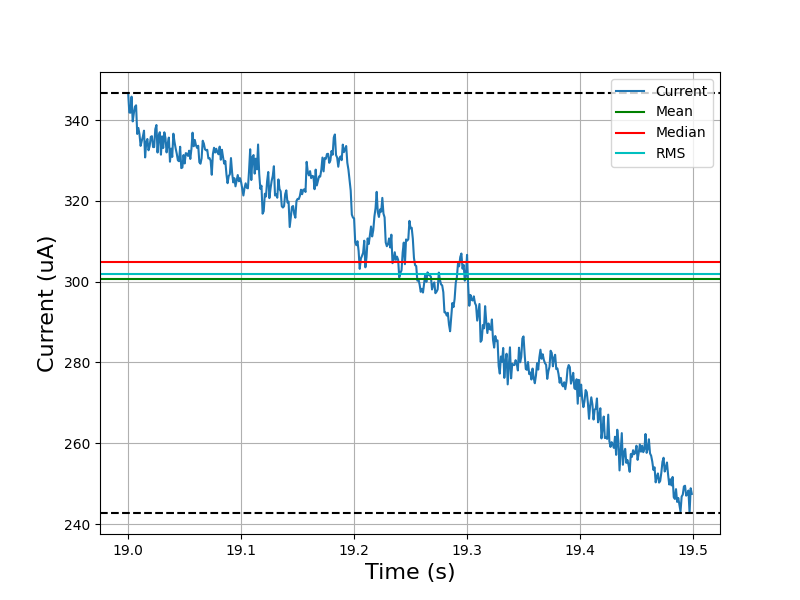 Current
Mean
Median
RMS
340
320
300
280
260
240
Current (uA)
19.0 19.1 19.2 19.3 19.4 19.5
Time (s)